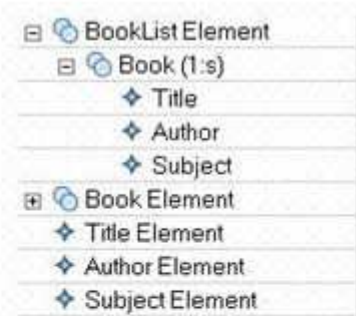 BookList Element
Book (1:s)
Title
Author
Subject
Book Element
Title Element
Author Element
Subject Element